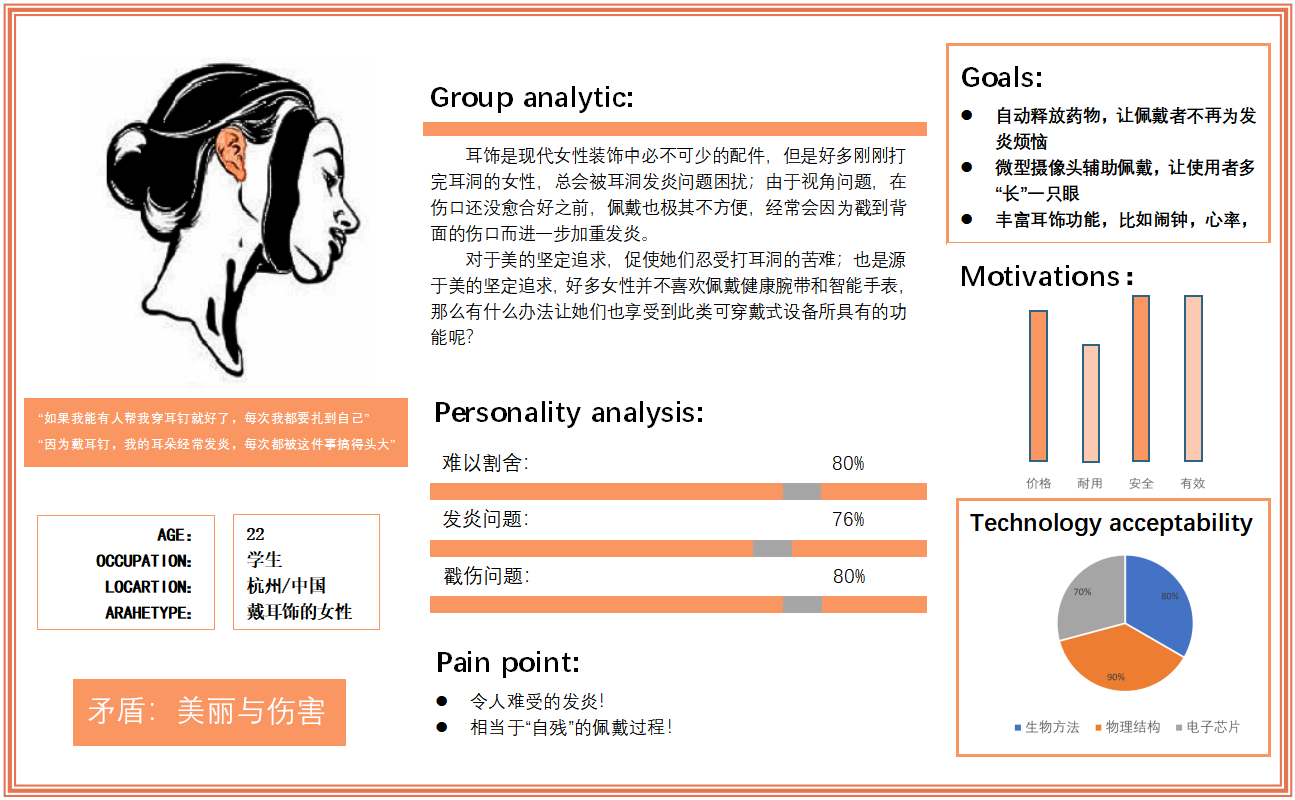 Group analytic:
耳饰是现代女性装饰中必不可少的配件，但是好多刚刚打
完耳洞的女性，总会被耳洞发炎问题困扰；由于视角问题，在
伤口还没愈合好之前，佩戴也极其不方便，经常会因为戳到背
面的伤口而进一步加重发炎。
对于美的坚定追求，促使她们忍受打耳洞的苦难；也是源
于美的坚定追求，好多女性并不喜欢佩戴健康腕带和智能手表，
那么有什么办法让她们也享受到此类可穿戴式设备所具有的功
能呢？
“如果我能有人帮我穿耳钉就好了，每次我都要扎到自己”
“因为戴耳钉，我的耳朵经常发炎，每次都被这件事搞得头大”
AGE： 22
OCCUPATION： 学生
LOCARTION： 杭州/中国
ARAHETYPE： 戴耳饰的女性
矛盾：美丽与伤害
Personality analysis:
难以割舍： 80%
发炎问题： 76%
戳伤问题： 80%
Pain point:
● 令人难受的发炎！
● 相当于“自残”的佩戴过程！
Goals:
● 自动释放药物，让佩戴者不再为发
炎烦恼
● 微型摄像头辅助佩戴，让使用者多
“长”一只眼
● 丰富耳饰功能，比如闹钟，心率，
Motivations：
价格 耐用 安全 有效
Technology acceptability
70% 80%
90%
生物方法 物理结构 电子芯片